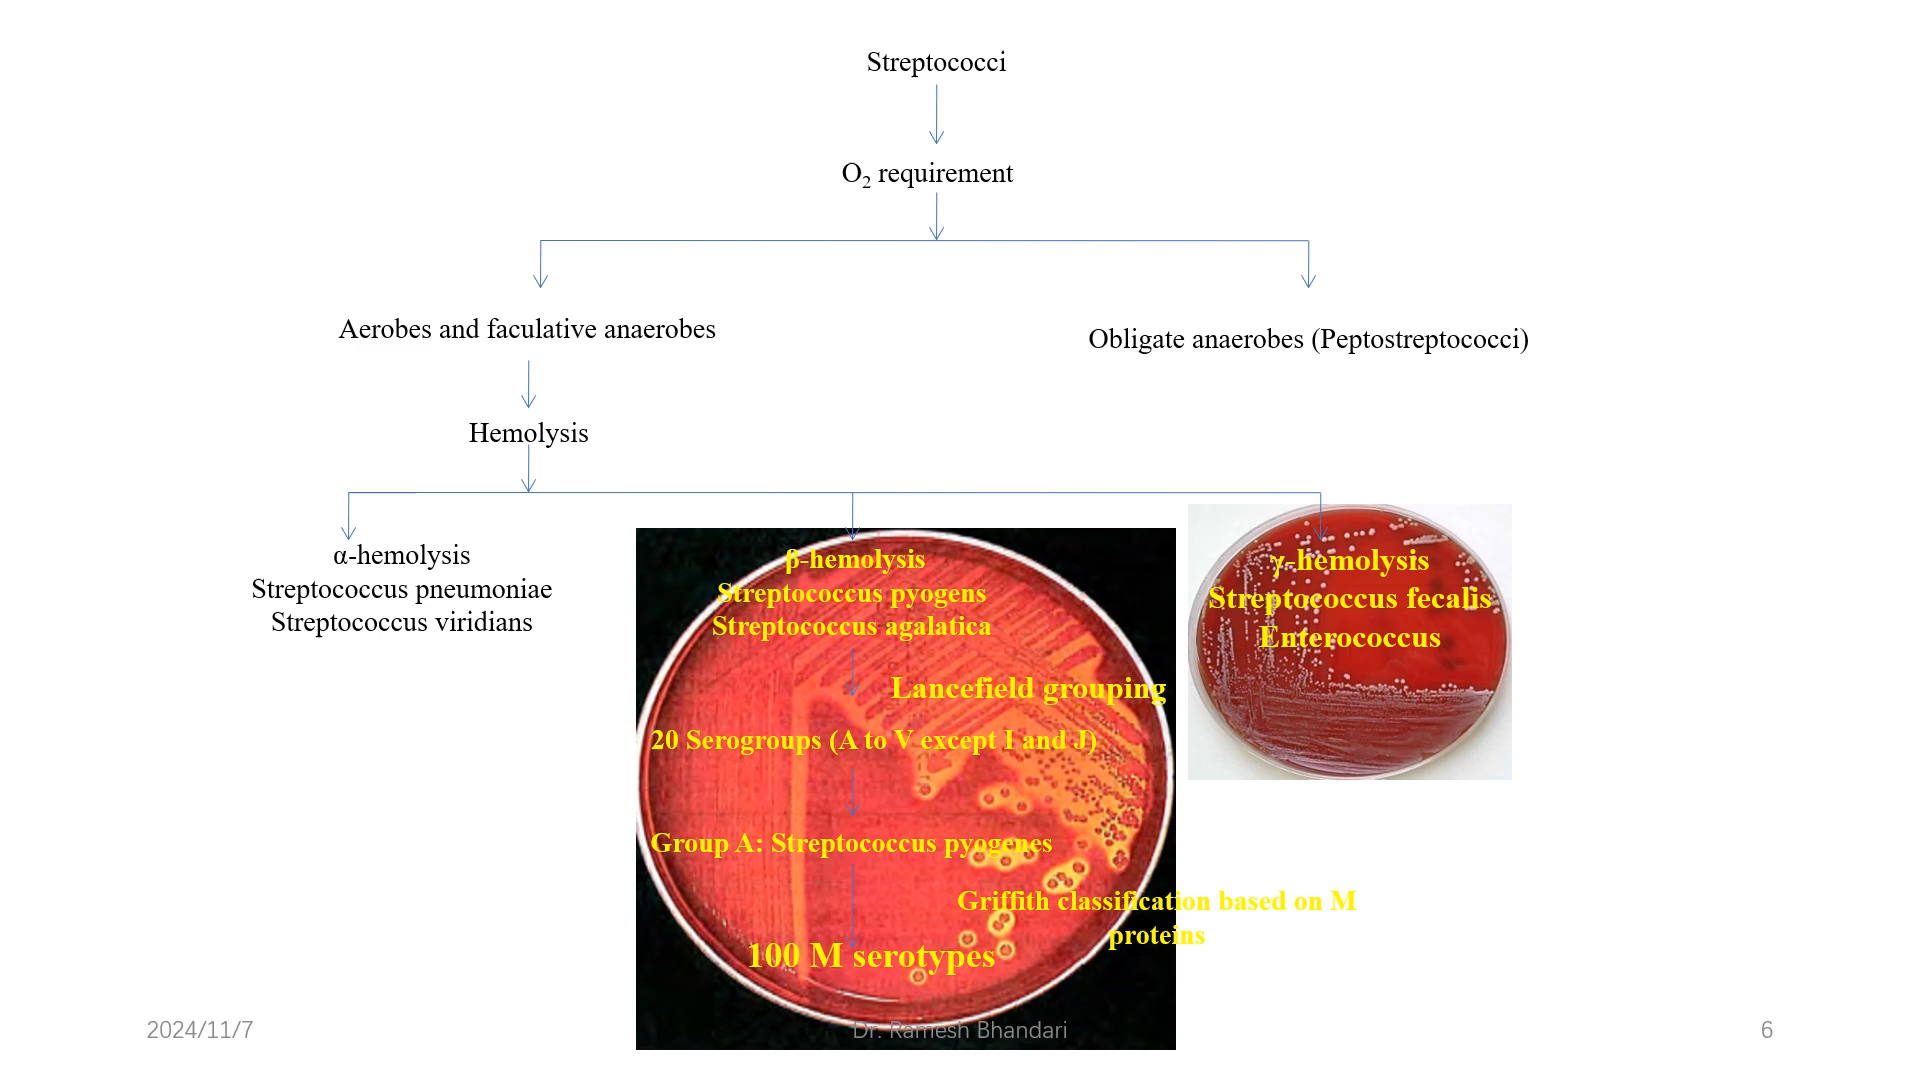 Streptococci
O₂ requirement
Aerobes and faculative anaerobes
Obligate anaerobes (Peptostreptococci)
Hemolysis
α-hemolysis
Streptococcus pneumoniae
Streptococcus viridians
β-hemolysis
Streptococcus pyogens
Streptococcus agalatica
γ-hemolysis
Streptococcus fecalis
Enterococcus
Lancefield grouping
20 Serogroups (A to V except I and J)
Group A: Streptococcus pyogenes
Griffith classification based on M
proteins
100 M serotypes
2024/11/7
Dr. Ramesh Bhandari
6